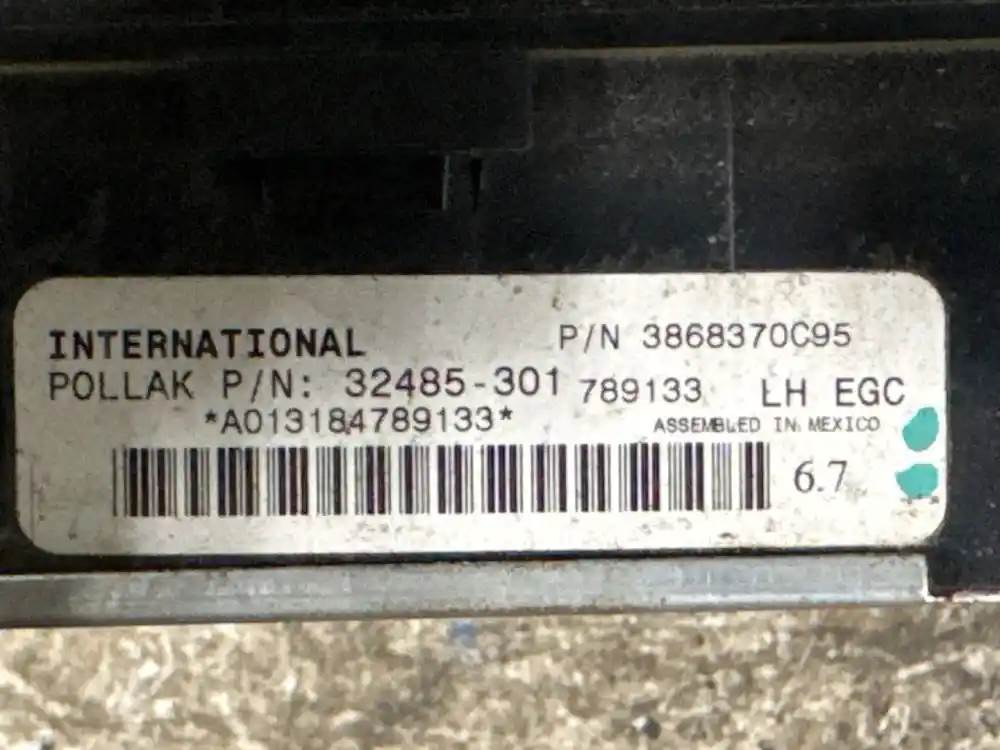 INTERNATIONAL P/N 3868370C95
POLLAK P/N: 32485-301 789133 LH EGC
*A013184789133* ASSEMBLED IN MEXICO
6.7